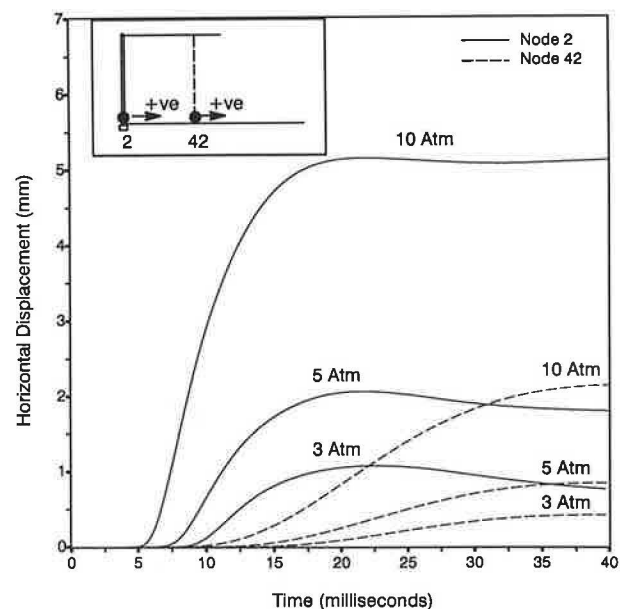 7
6
5
4
3
2
1
0
Horizontal Displacement (mm)
+ve
+ve
2
42
Node 2
Node 42
10 Atm
5 Atm
3 Atm
10 Atm
5 Atm
3 Atm
0 5 10 15 20 25 30 35 40
Time (milliseconds)